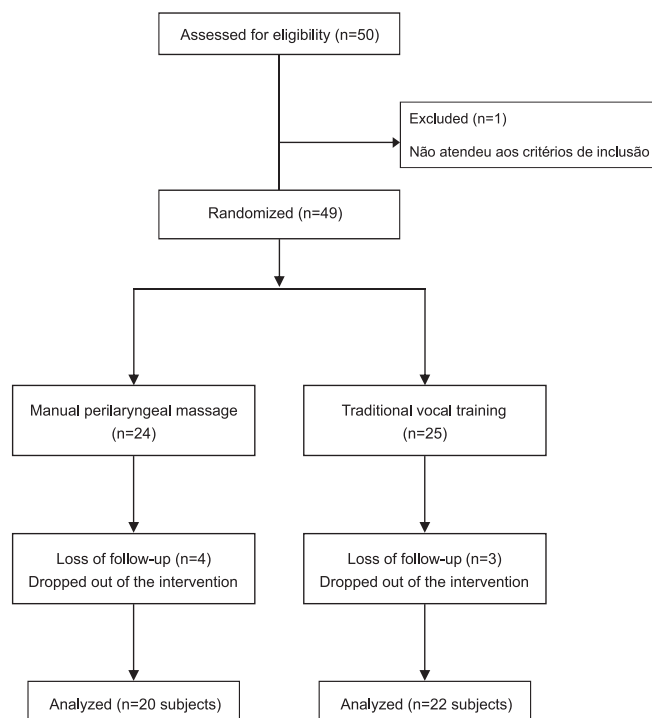 Assessed for eligibility (n=50)
Excluded (n=1)
Não atendeu aos critérios de inclusão
Randomized (n=49)
Manual perilaryngeal massage
(n=24)
Traditional vocal training
(n=25)
Loss of follow-up (n=4)
Dropped out of the intervention
Loss of follow-up (n=3)
Dropped out of the intervention
Analyzed (n=20 subjects)
Analyzed (n=22 subjects)